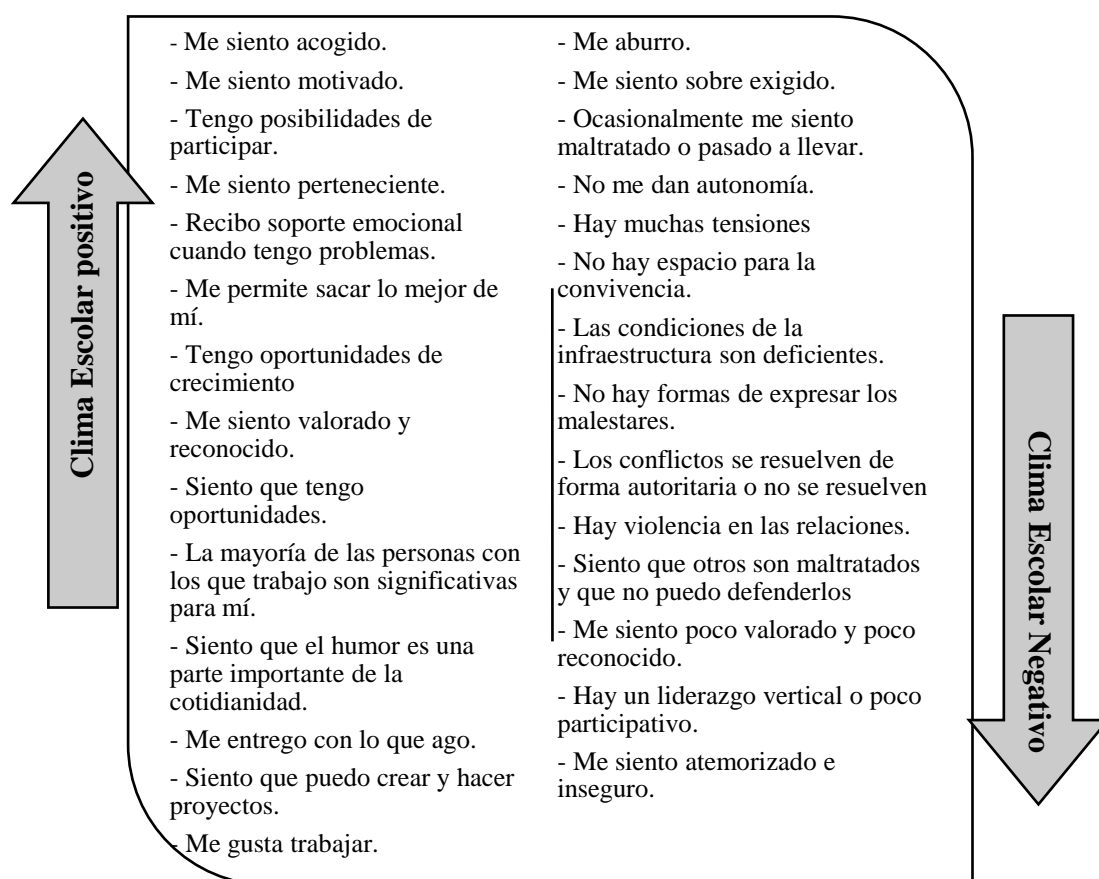 Clima Escolar positivo
- Me siento acogido.
- Me siento motivado.
- Tengo posibilidades de
participar.
- Me siento perteneciente.
- Recibo soporte emocional
cuando tengo problemas.
- Me permite sacar lo mejor de
mí.
- Tengo oportunidades de
crecimiento
- Me siento valorado y
reconocido.
- Siento que tengo
oportunidades.
- La mayoría de las personas con
los que trabajo son significativas
para mí.
- Siento que el humor es una
parte importante de la
cotidianidad.
- Me entrego con lo que ago.
- Siento que puedo crear y hacer
proyectos.
- Me gusta trabajar.
- Me aburro.
- Me siento sobre exigido.
- Ocasionalmente me siento
maltratado o pasado a llevar.
- No me dan autonomía.
- Hay muchas tensiones
- No hay espacio para la
convivencia.
- Las condiciones de la
infraestructura son deficientes.
- No hay formas de expresar los
malestares.
- Los conflictos se resuelven de
forma autoritaria o no se resuelven
- Hay violencia en las relaciones.
- Siento que otros son maltratados
y que no puedo defenderlos
- Me siento poco valorado y poco
reconocido.
- Hay un liderazgo vertical o poco
participativo.
- Me siento atemorizado e
inseguro.
Clima Escolar Negativo